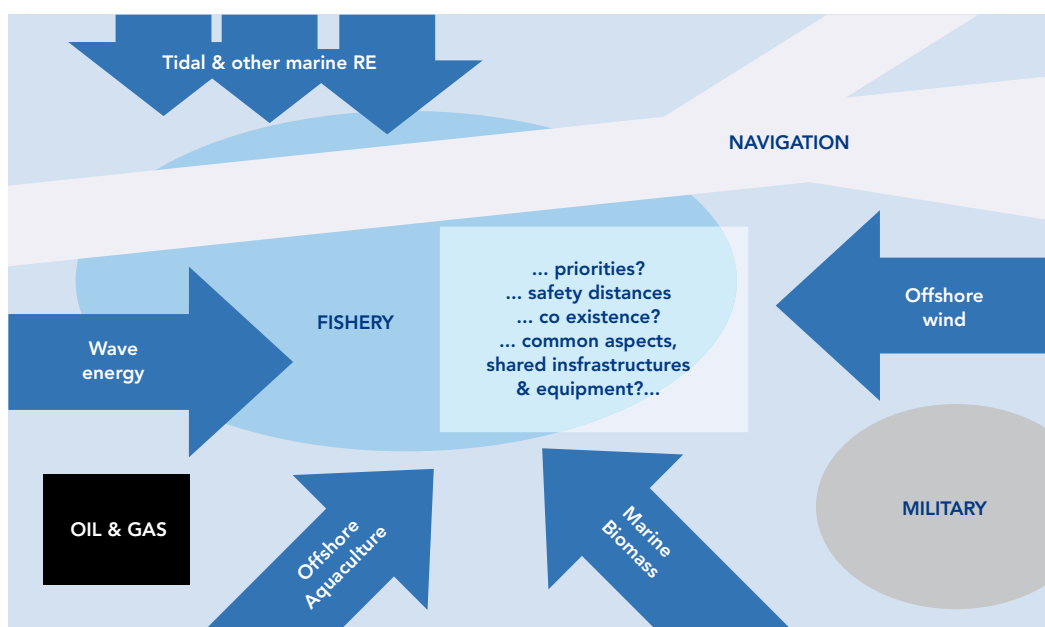 Tidal & other marine RE
NAVIGATION
... priorities?
... safety distances
... co existence?
... common aspects,
shared insfrastructures
& equipment?...
FISHERY
Offshore
wind
Wave
energy
OIL & GAS
Offshore
Aquaculture
Marine
Biomass
MILITARY